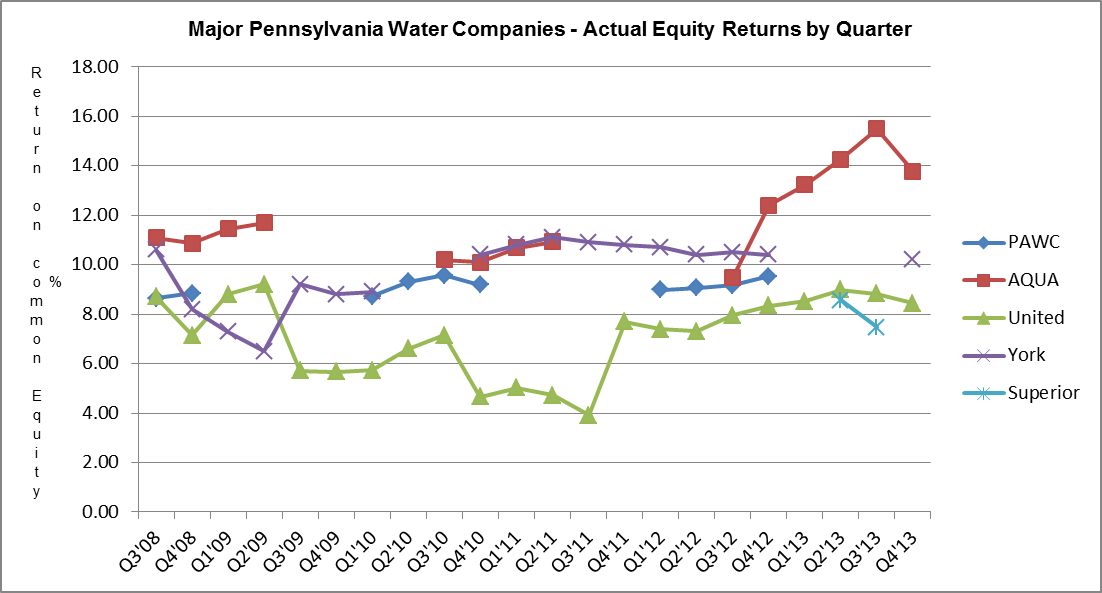 Major Pennsylvania Water Companies - Actual Equity Returns by Quarter
Return on common Equity
%
18.00
16.00
14.00
12.00
10.00
8.00
6.00
4.00
2.00
0.00
Q3'08 Q4'08 Q1'09 Q2'09 Q3'09 Q4'09 Q1'10 Q2'10 Q3'10 Q4'10 Q1'11 Q2'11 Q3'11 Q4'11 Q1'12 Q2'12 Q3'12 Q4'12 Q1'13 Q2'13 Q3'13 Q4'13
PAWC
AQUA
United
York
Superior